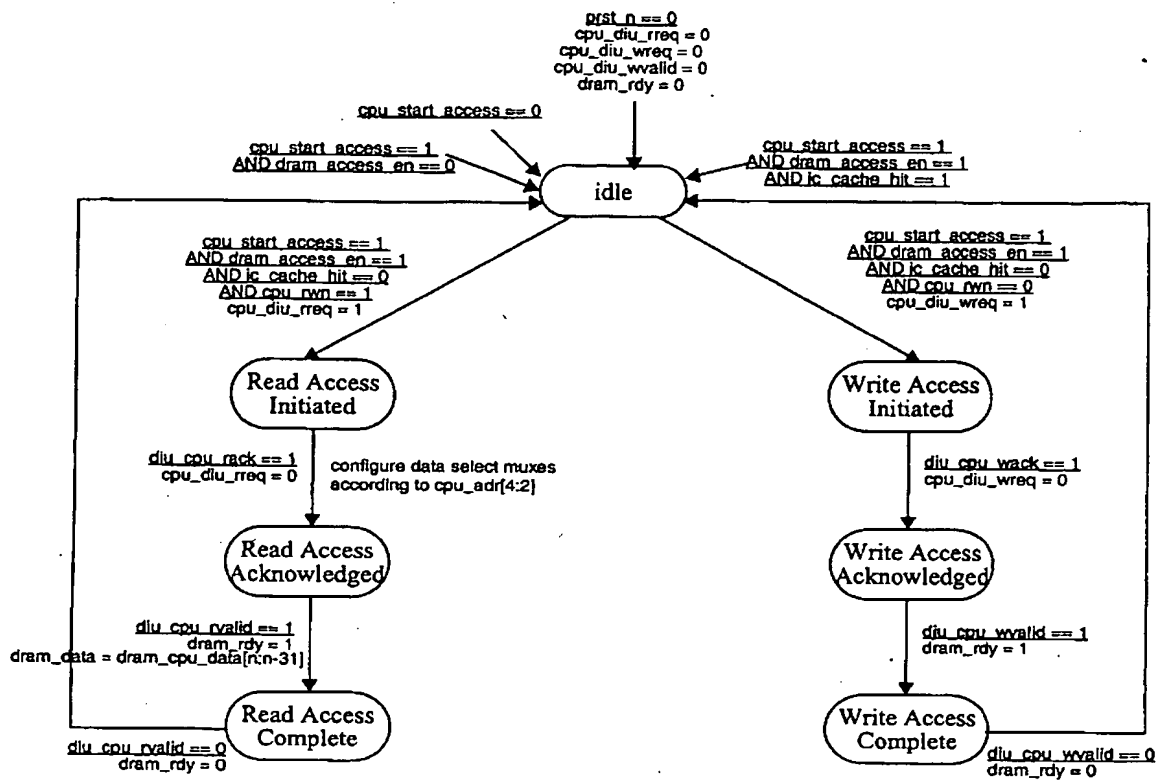 prst_n == 0
cpu_diu_rreq = 0
cpu_diu_wreq = 0
cpu_diu_wvalid = 0
dram_rdy = 0
cpu_start_access == 0
cpu_start_access == 1
AND dram_access_en == 0
cpu_start_access == 1
AND dram_access_en == 1
AND ic_cache_hit == 1
idle
cpu_start_access == 1
AND dram_access_en == 1
AND ic_cache_hit == 0
AND cpu_rwn == 1
cpu_diu_rreq = 1
cpu_start_access == 1
AND dram_access_en == 1
AND ic_cache_hit == 0
AND cpu_rwn == 0
cpu_diu_wreq = 1
Read Access
Initiated
Write Access
Initiated
diu_cpu_rack == 1
cpu_diu_rreq = 0
configure data select muxes
according to cpu_adr[4:2]
diu_cpu_wack == 1
cpu_diu_wreq = 0
Read Access
Acknowledged
Write Access
Acknowledged
diu_cpu_rvalid == 1
dram_rdy = 1
dram_data = dram_cpu_data[n:n-31]
diu_cpu_wvalid == 1
dram_rdy = 1
Read Access
Complete
Write Access
Complete
diu_cpu_rvalid == 0
dram_rdy = 0
diu_cpu_wvalid == 0
dram_rdy = 0